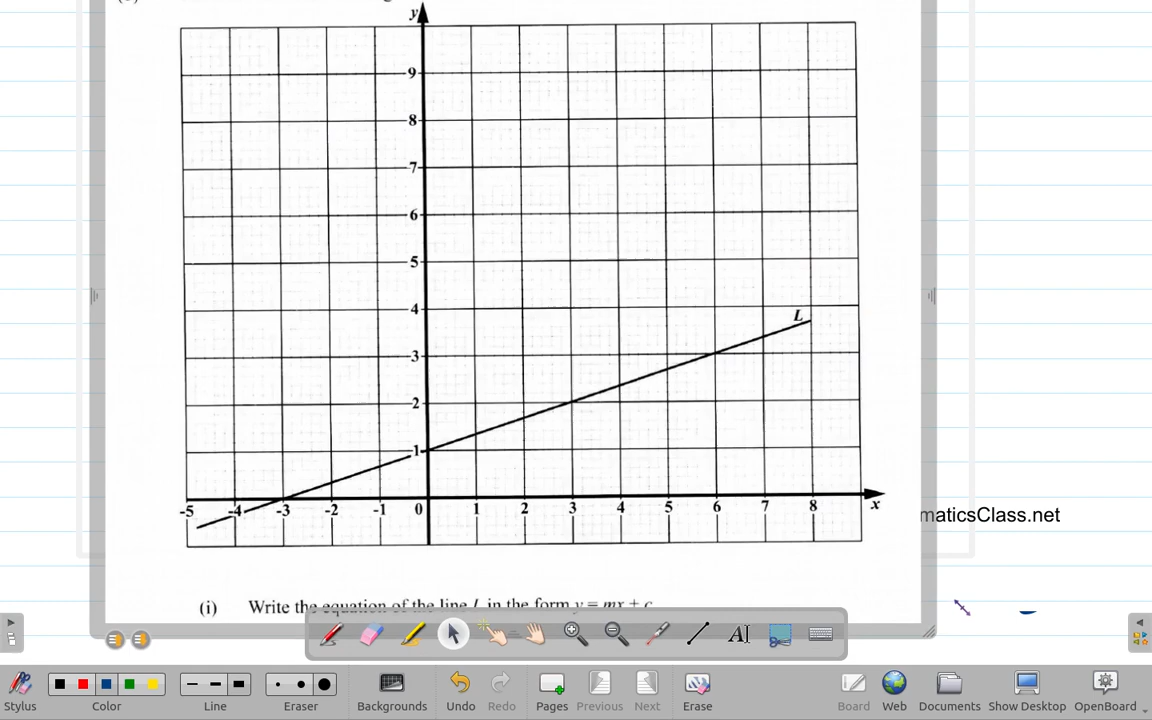 y
9
8
7
6
5
4
L
3
2
1
-5 -4 -3 -2 -1 0 1 2 3 4 5 6 7 8 x
maticsClass.net
(i) Write the equation of the line L in the form y = mx + c
Stylus Color Line Eraser Backgrounds Undo Redo Pages Previous Next Erase Board Web Documents Show Desktop OpenBoard